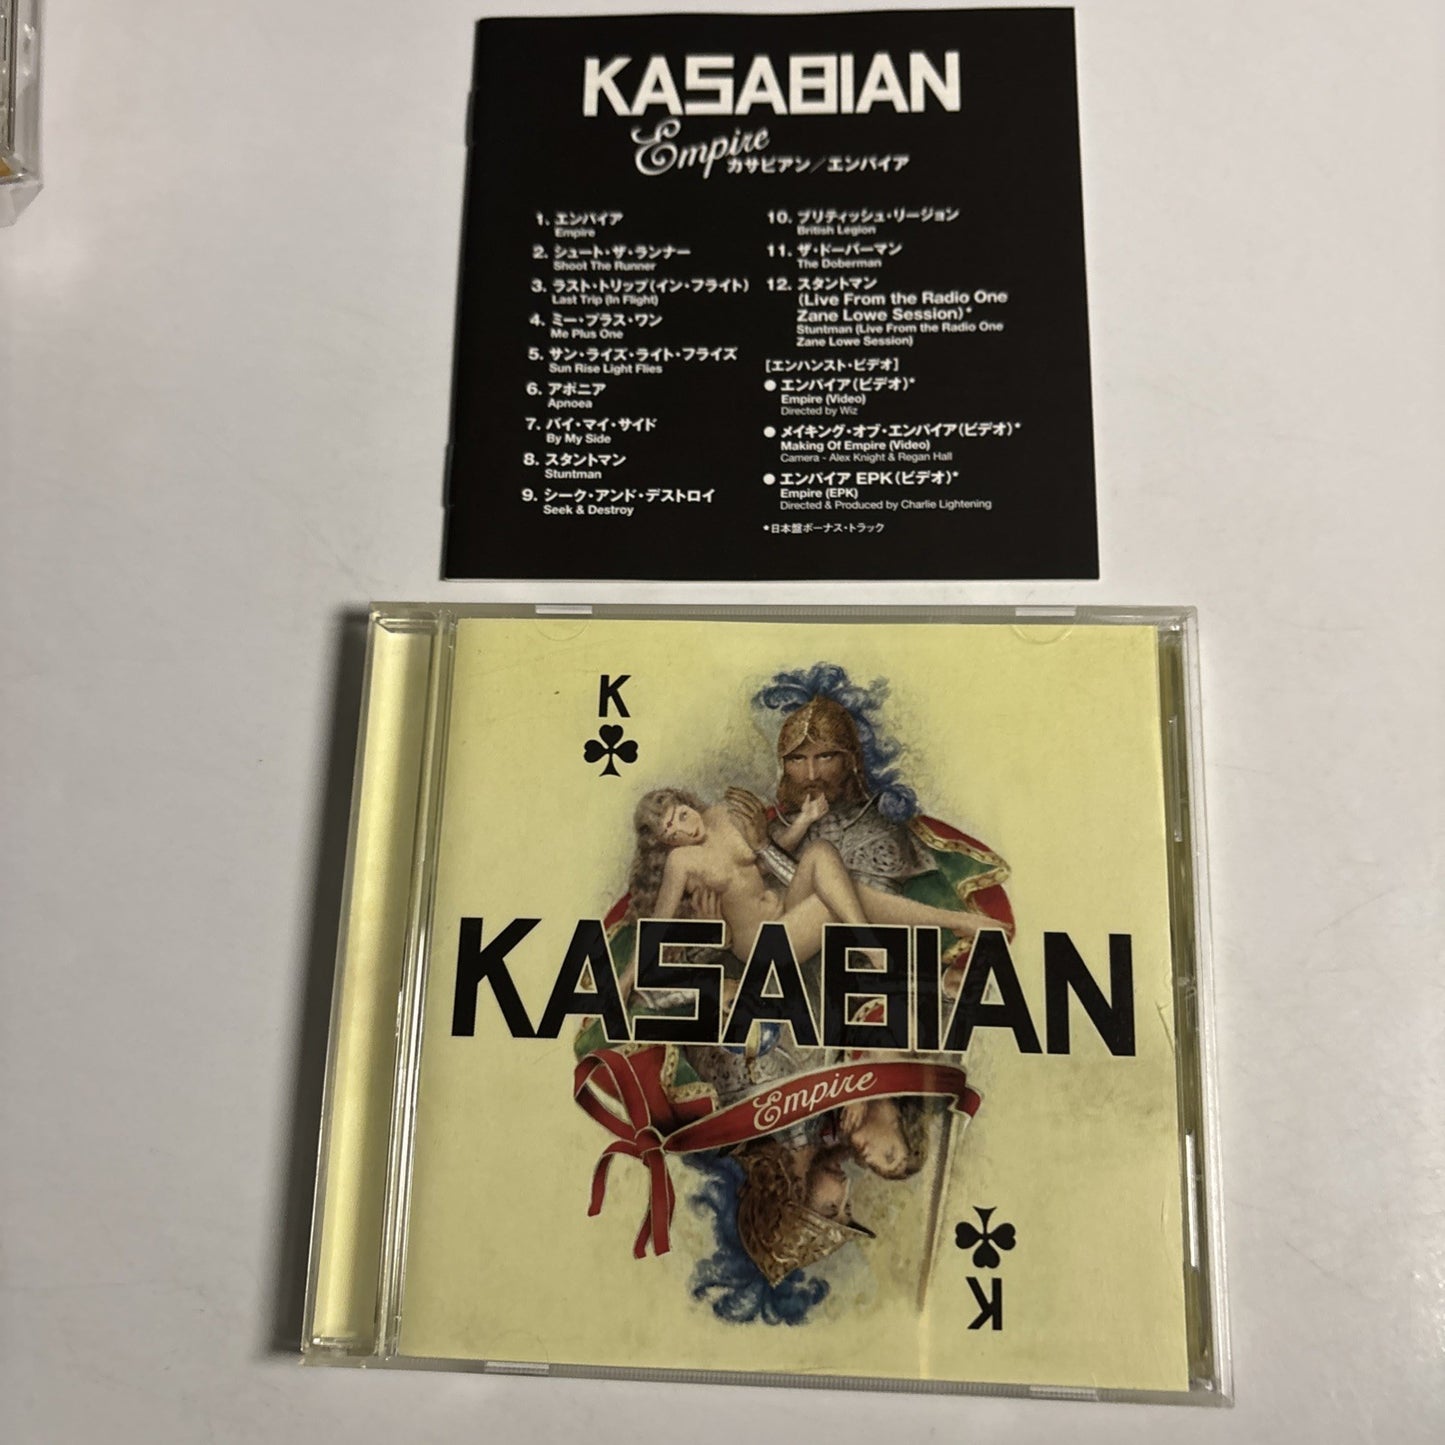 KASABIAN
Empire
カサビアン／エンパイア
1. エンパイア
Empire
2. シュート・ザ・ランナー
Shoot The Runner
3. ラスト・トリップ(イン・フライト)
Last Trip (In Flight)
4. ミー・プラス・ワン
Me Plus One
5. サン・ライズ・ライト・フライズ
Sun Rise Light Flies
6. アポニア
Apnoea
7. バイ・マイ・サイド
By My Side
8. スタントマン
Stuntman
9. シーク・アンド・デストロイ
Seek & Destroy
10. ブリティッシュ・リージョン
British Legion
11. ザ・ドーバーマン
The Doberman
12. スタントマン
(Live From the Radio One
Zane Lowe Session)*
Stuntman (Live From the Radio One
Zane Lowe Session)
[エンハンスト・ビデオ]
● エンパイア(ビデオ)*
Empire (Video)
Directed by Wiz
● メイキング・オブ・エンパイア(ビデオ)*
Making Of Empire (Video)
Camera - Alex Knight & Regan Hall
● エンパイア EPK(ビデオ)*
Empire (EPK)
Directed & Produced by Charlie Lightening
*日本盤ボーナス・トラック
K
KASABIAN
Empire
K